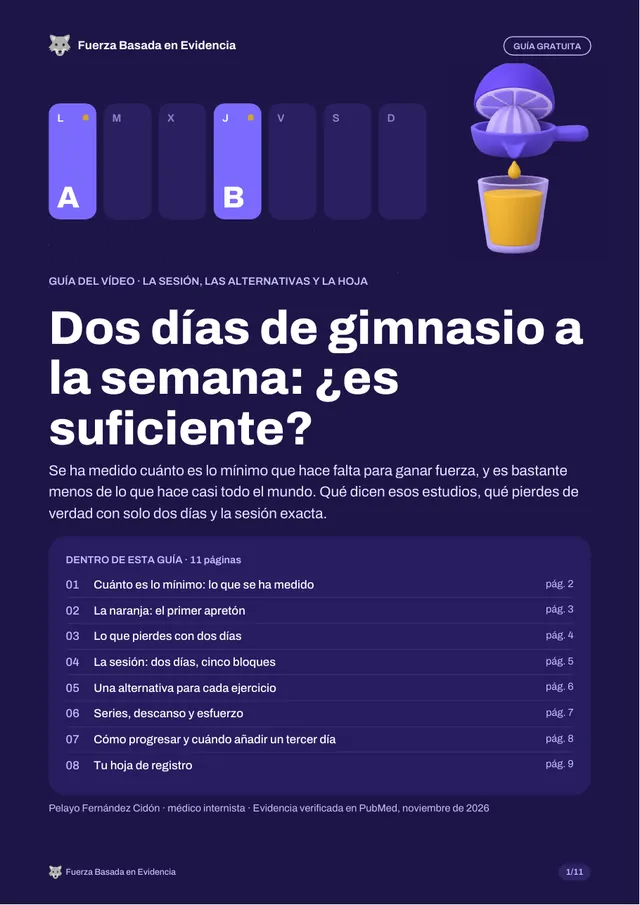 Fuerza Basada en Evidencia
GUÍA GRATUITA
L M X J V S D
A B
GUÍA DEL VÍDEO · LA SESIÓN, LAS ALTERNATIVAS Y LA HOJA
Dos días de gimnasio a
la semana: ¿es
suficiente?
Se ha medido cuánto es lo mínimo que hace falta para ganar fuerza, y es bastante
menos de lo que hace casi todo el mundo. Qué dicen esos estudios, qué pierdes de
verdad con solo dos días y la sesión exacta.
DENTRO DE ESTA GUÍA · 11 páginas
01 Cuánto es lo mínimo: lo que se ha medido pág. 2
02 La naranja: el primer apretón pág. 3
03 Lo que pierdes con dos días pág. 4
04 La sesión: dos días, cinco bloques pág. 5
05 Una alternativa para cada ejercicio pág. 6
06 Series, descanso y esfuerzo pág. 7
07 Cómo progresar y cuándo añadir un tercer día pág. 8
08 Tu hoja de registro pág. 9
Pelayo Fernández Cidón · médico internista · Evidencia verificada en PubMed, noviembre de 2026
Fuerza Basada en Evidencia
1/11